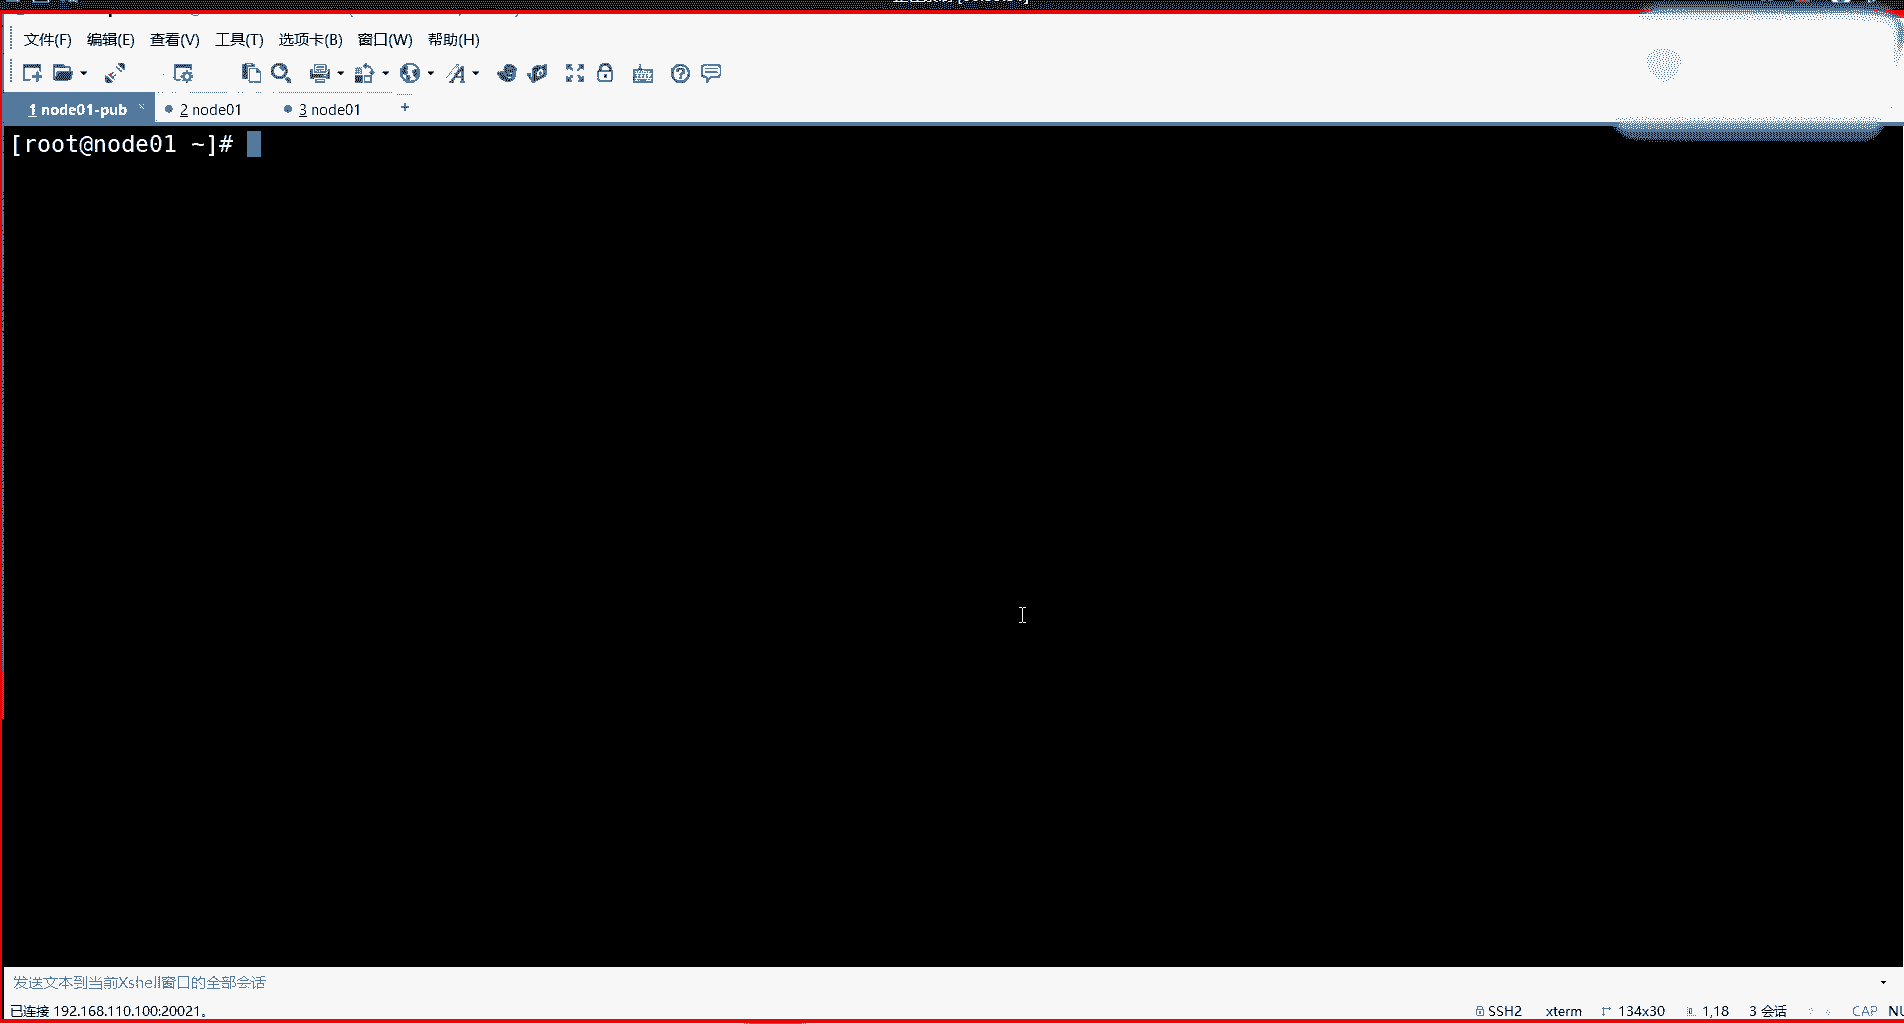 文件(F) 编辑(E) 查看(V) 工具(T) 选项卡(B) 窗口(W) 帮助(H)
1 node01-pub × 2 node01 3 node01 +
[root@node01 ~]#
发送文本到当前Xshell窗口的全部会话
已连接 192.168.110.100:20021。 SSH2 xterm 134x30 1,18 3 会话 CAP